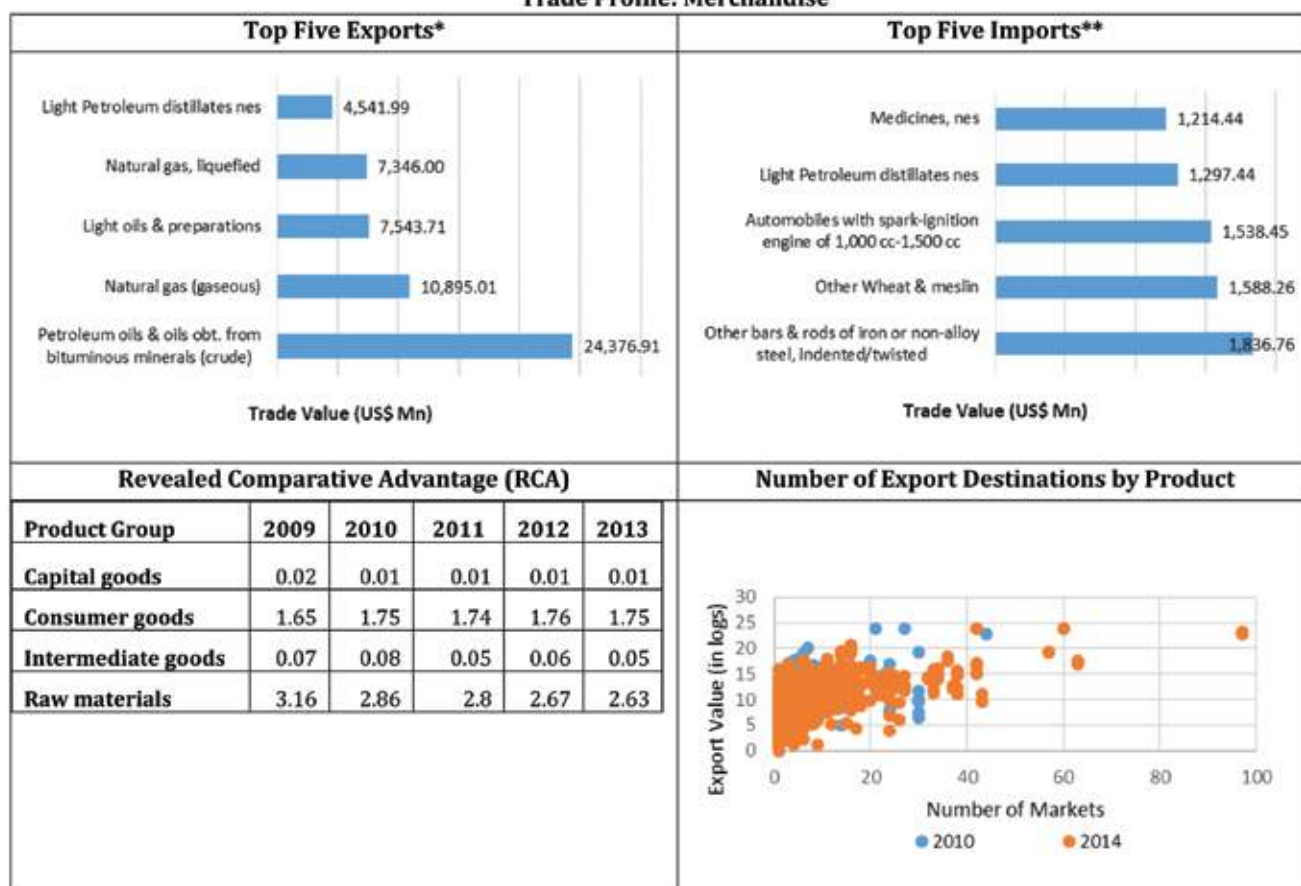 Trade Profile: Merchandise
Top Five Exports*
Light Petroleum distillates nes
4,541.99
Natural gas, liquefied
7,346.00
Light oils & preparations
7,543.71
Natural gas (gaseous)
10,895.01
Petroleum oils & oils obt. from
bituminous minerals (crude)
24,376.91
Trade Value (US$ Mn)
Top Five Imports**
Medicines, nes
1,214.44
Light Petroleum distillates nes
1,297.44
Automobiles with spark-ignition
engine of 1,000 cc-1,500 cc
1,538.45
Other Wheat & meslin
1,588.26
Other bars & rods of iron or non-alloy
steel, indented/twisted
1,836.76
Trade Value (US$ Mn)
Revealed Comparative Advantage (RCA)
Product Group 2009 2010 2011 2012 2013
Capital goods 0.02 0.01 0.01 0.01 0.01
Consumer goods 1.65 1.75 1.74 1.76 1.75
Intermediate goods 0.07 0.08 0.05 0.06 0.05
Raw materials 3.16 2.86 2.8 2.67 2.63
Number of Export Destinations by Product
Export Value (in logs)
30
25
20
15
10
5
0
0 20 40 60 80 100
Number of Markets
2010 2014